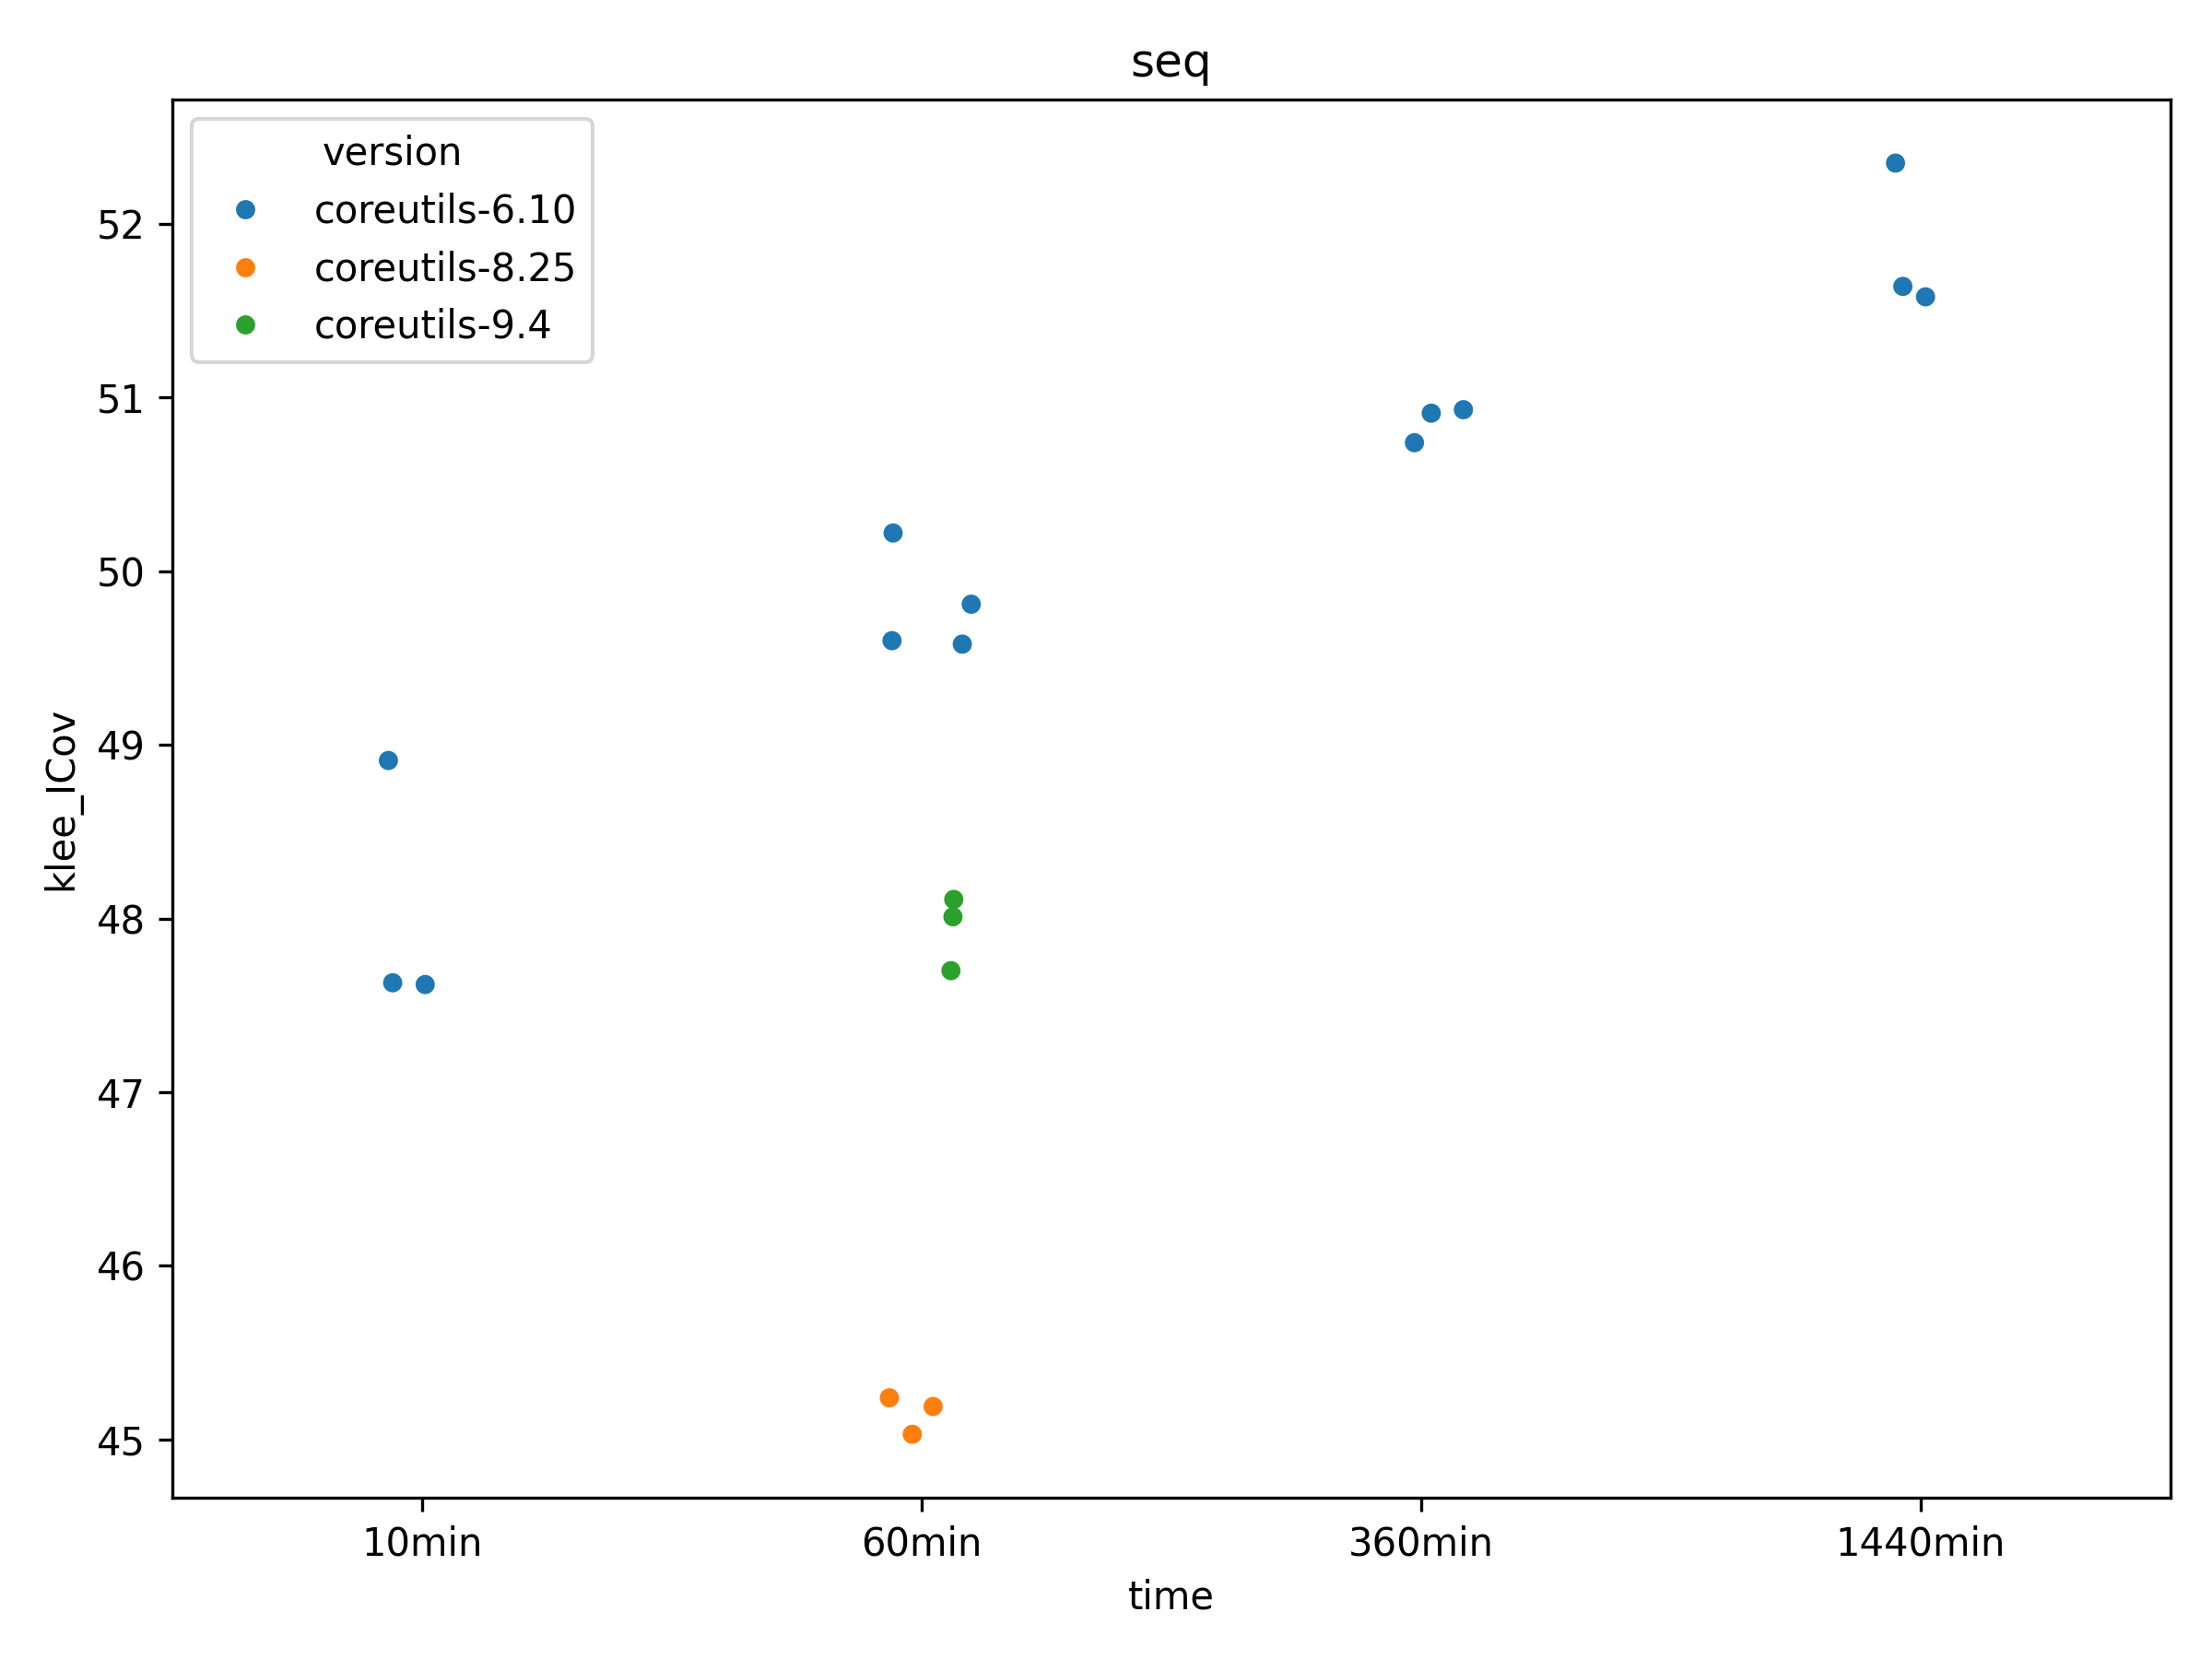 seq
version
coreutils-6.10
coreutils-8.25
coreutils-9.4
52
51
50
49
48
47
46
45
klee_ICov
10min
60min
360min
1440min
time